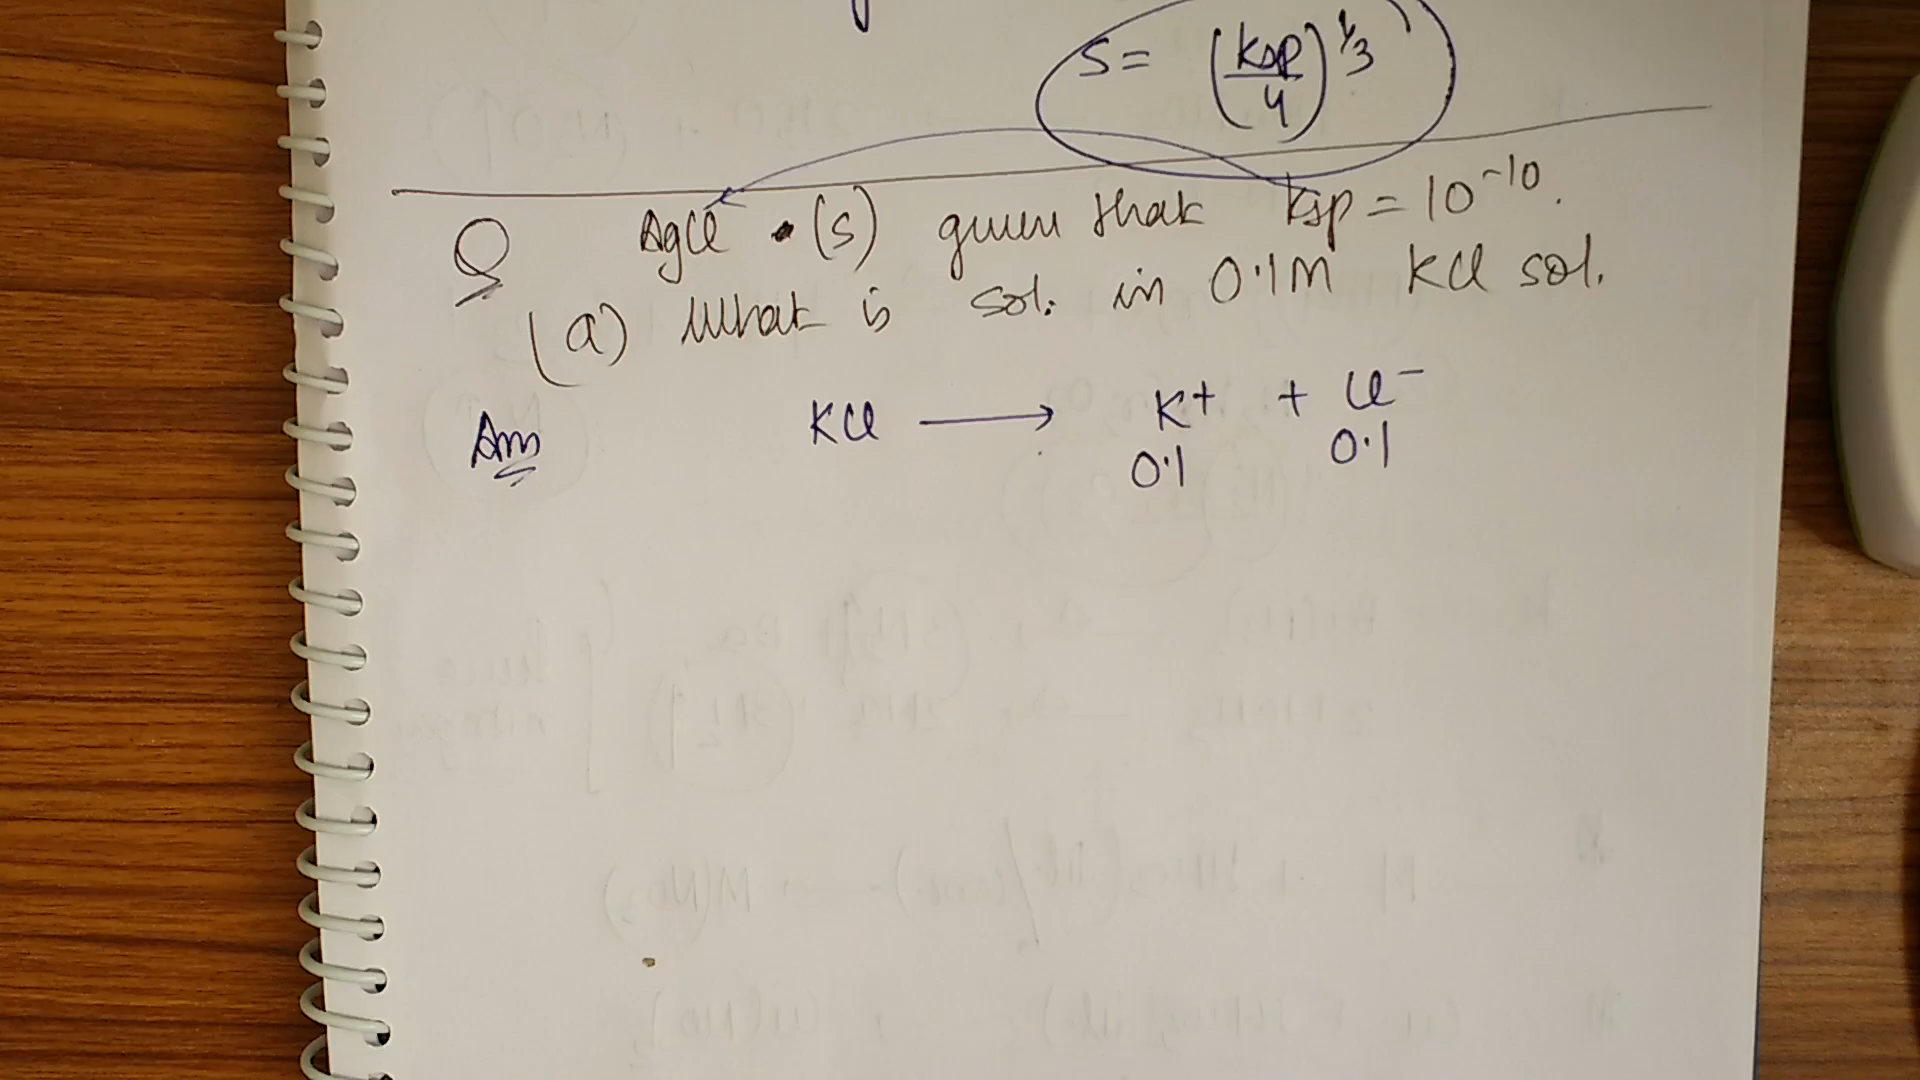 S = (Ksp/4)^1/3
Q AgCl (s) given that Ksp = 10^-10.
(a) What is sol. in 0.1M KCl sol.
Ans KCl ⟶ K+ + Cl-
0.1 0.1